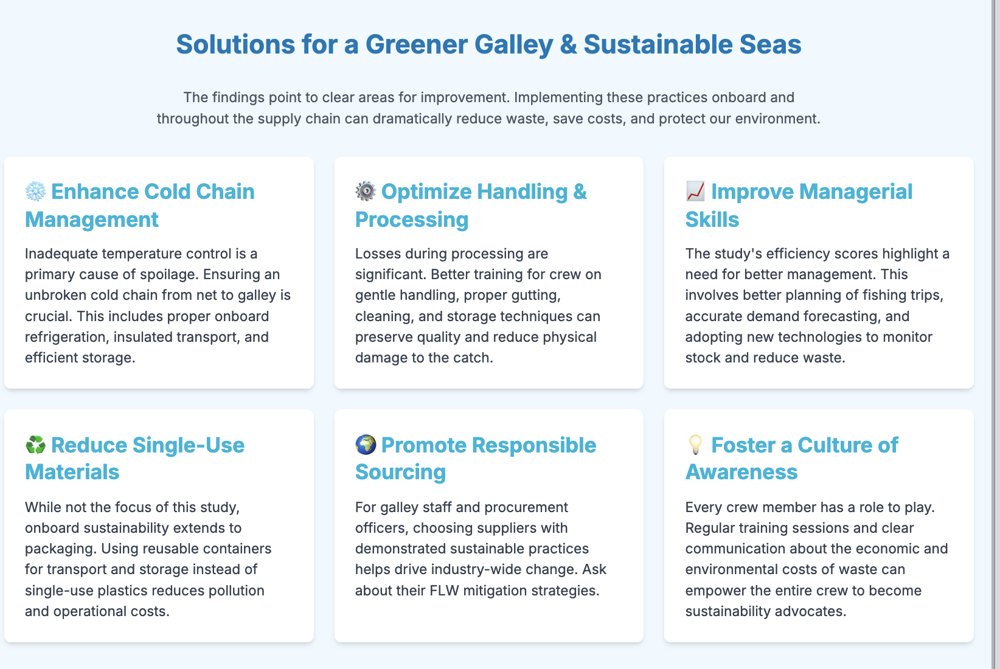 Solutions for a Greener Galley & Sustainable Seas
The findings point to clear areas for improvement. Implementing these practices onboard and
throughout the supply chain can dramatically reduce waste, save costs, and protect our environment.
❄️ Enhance Cold Chain
Management
Inadequate temperature control is a
primary cause of spoilage. Ensuring an
unbroken cold chain from net to galley is
crucial. This includes proper onboard
refrigeration, insulated transport, and
efficient storage.
⚙️ Optimize Handling &
Processing
Losses during processing are
significant. Better training for crew on
gentle handling, proper gutting,
cleaning, and storage techniques can
preserve quality and reduce physical
damage to the catch.
📈 Improve Managerial
Skills
The study's efficiency scores highlight a
need for better management. This
involves better planning of fishing trips,
accurate demand forecasting, and
adopting new technologies to monitor
stock and reduce waste.
♻️ Reduce Single-Use
Materials
While not the focus of this study,
onboard sustainability extends to
packaging. Using reusable containers
for transport and storage instead of
single-use plastics reduces pollution
and operational costs.
🌍 Promote Responsible
Sourcing
For galley staff and procurement
officers, choosing suppliers with
demonstrated sustainable practices
helps drive industry-wide change. Ask
about their FLW mitigation strategies.
💡 Foster a Culture of
Awareness
Every crew member has a role to play.
Regular training sessions and clear
communication about the economic and
environmental costs of waste can
empower the entire crew to become
sustainability advocates.